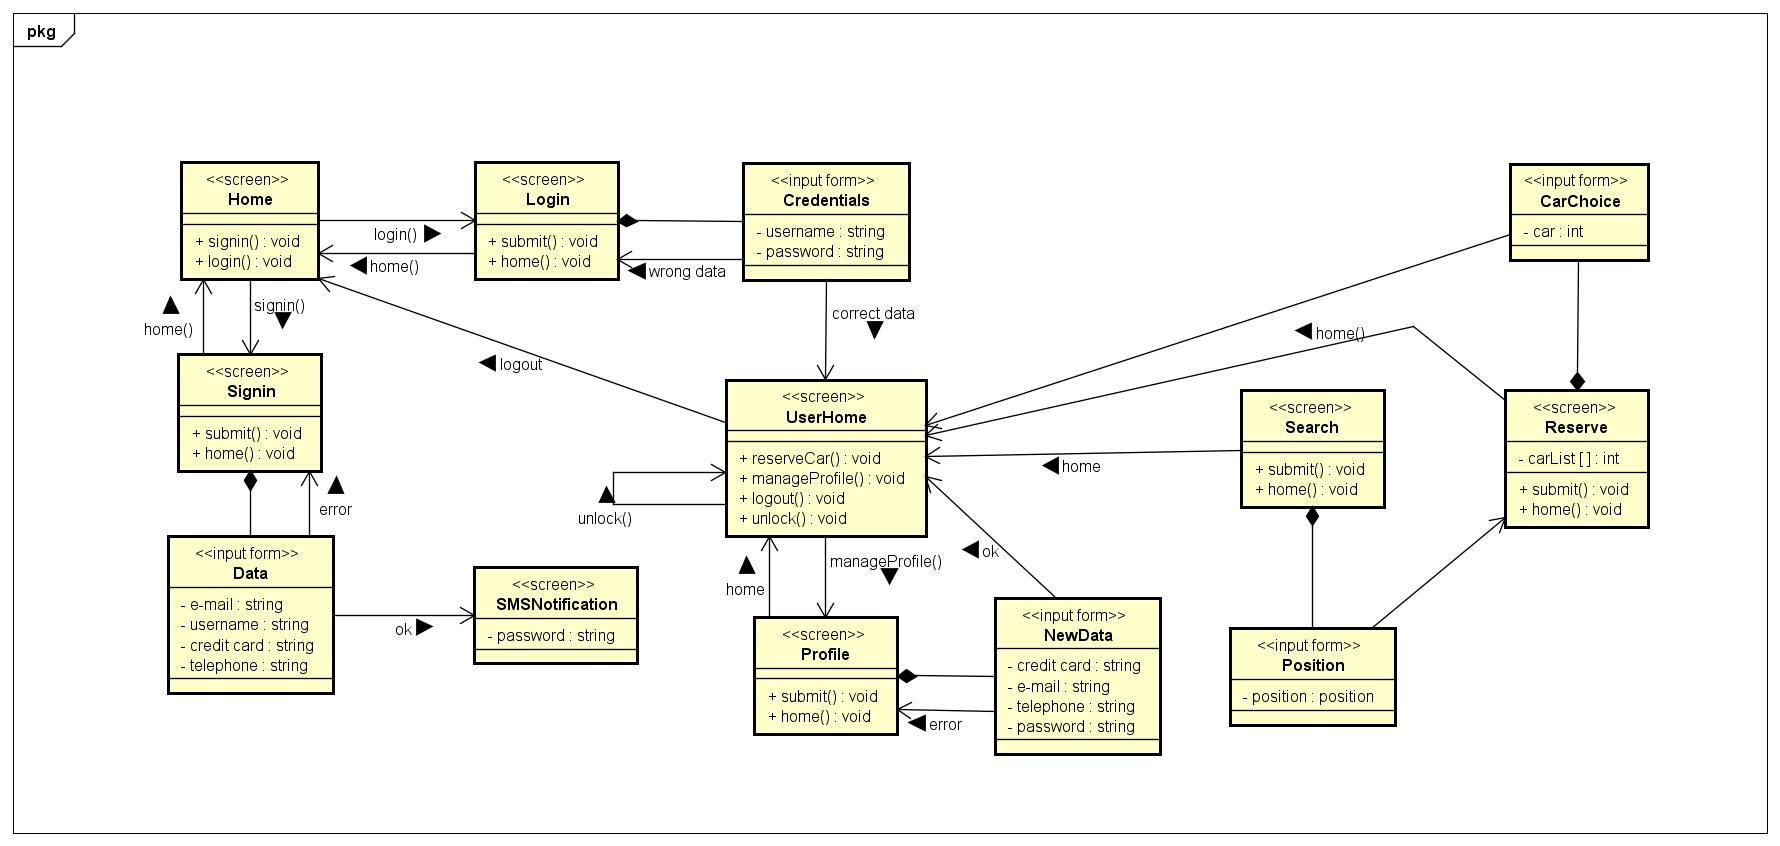 pkg
<<screen>>
Home
+ signin() : void
+ login() : void
login()
home()
<<screen>>
Login
+ submit() : void
+ home() : void
<<input form>>
Credentials
- username : string
- password : string
wrong data
correct data
<<input form>>
CarChoice
- car : int
home()
signin()
logout
home()
<<screen>>
Signin
+ submit() : void
+ home() : void
error
<<screen>>
UserHome
+ reserveCar() : void
+ manageProfile() : void
+ logout() : void
+ unlock() : void
unlock()
home
<<screen>>
Search
+ submit() : void
+ home() : void
<<screen>>
Reserve
- carList [ ] : int
+ submit() : void
+ home() : void
<<input form>>
Data
- e-mail : string
- username : string
- credit card : string
- telephone : string
ok
<<screen>>
SMSNotification
- password : string
home
manageProfile()
ok
<<screen>>
Profile
+ submit() : void
+ home() : void
error
<<input form>>
NewData
- credit card : string
- e-mail : string
- telephone : string
- password : string
<<input form>>
Position
- position : position